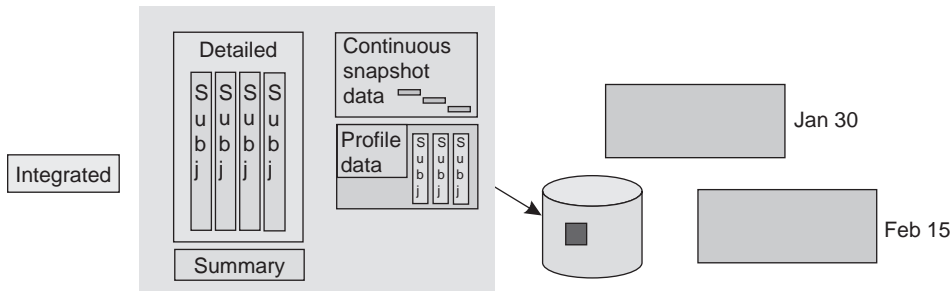 Integrated
Detailed
S u b j
S u b j
S u b j
S u b j
Summary
Continuous
snapshot
data
Profile
data
S u b j
S u b j
S u b j
Jan 30
Feb 15